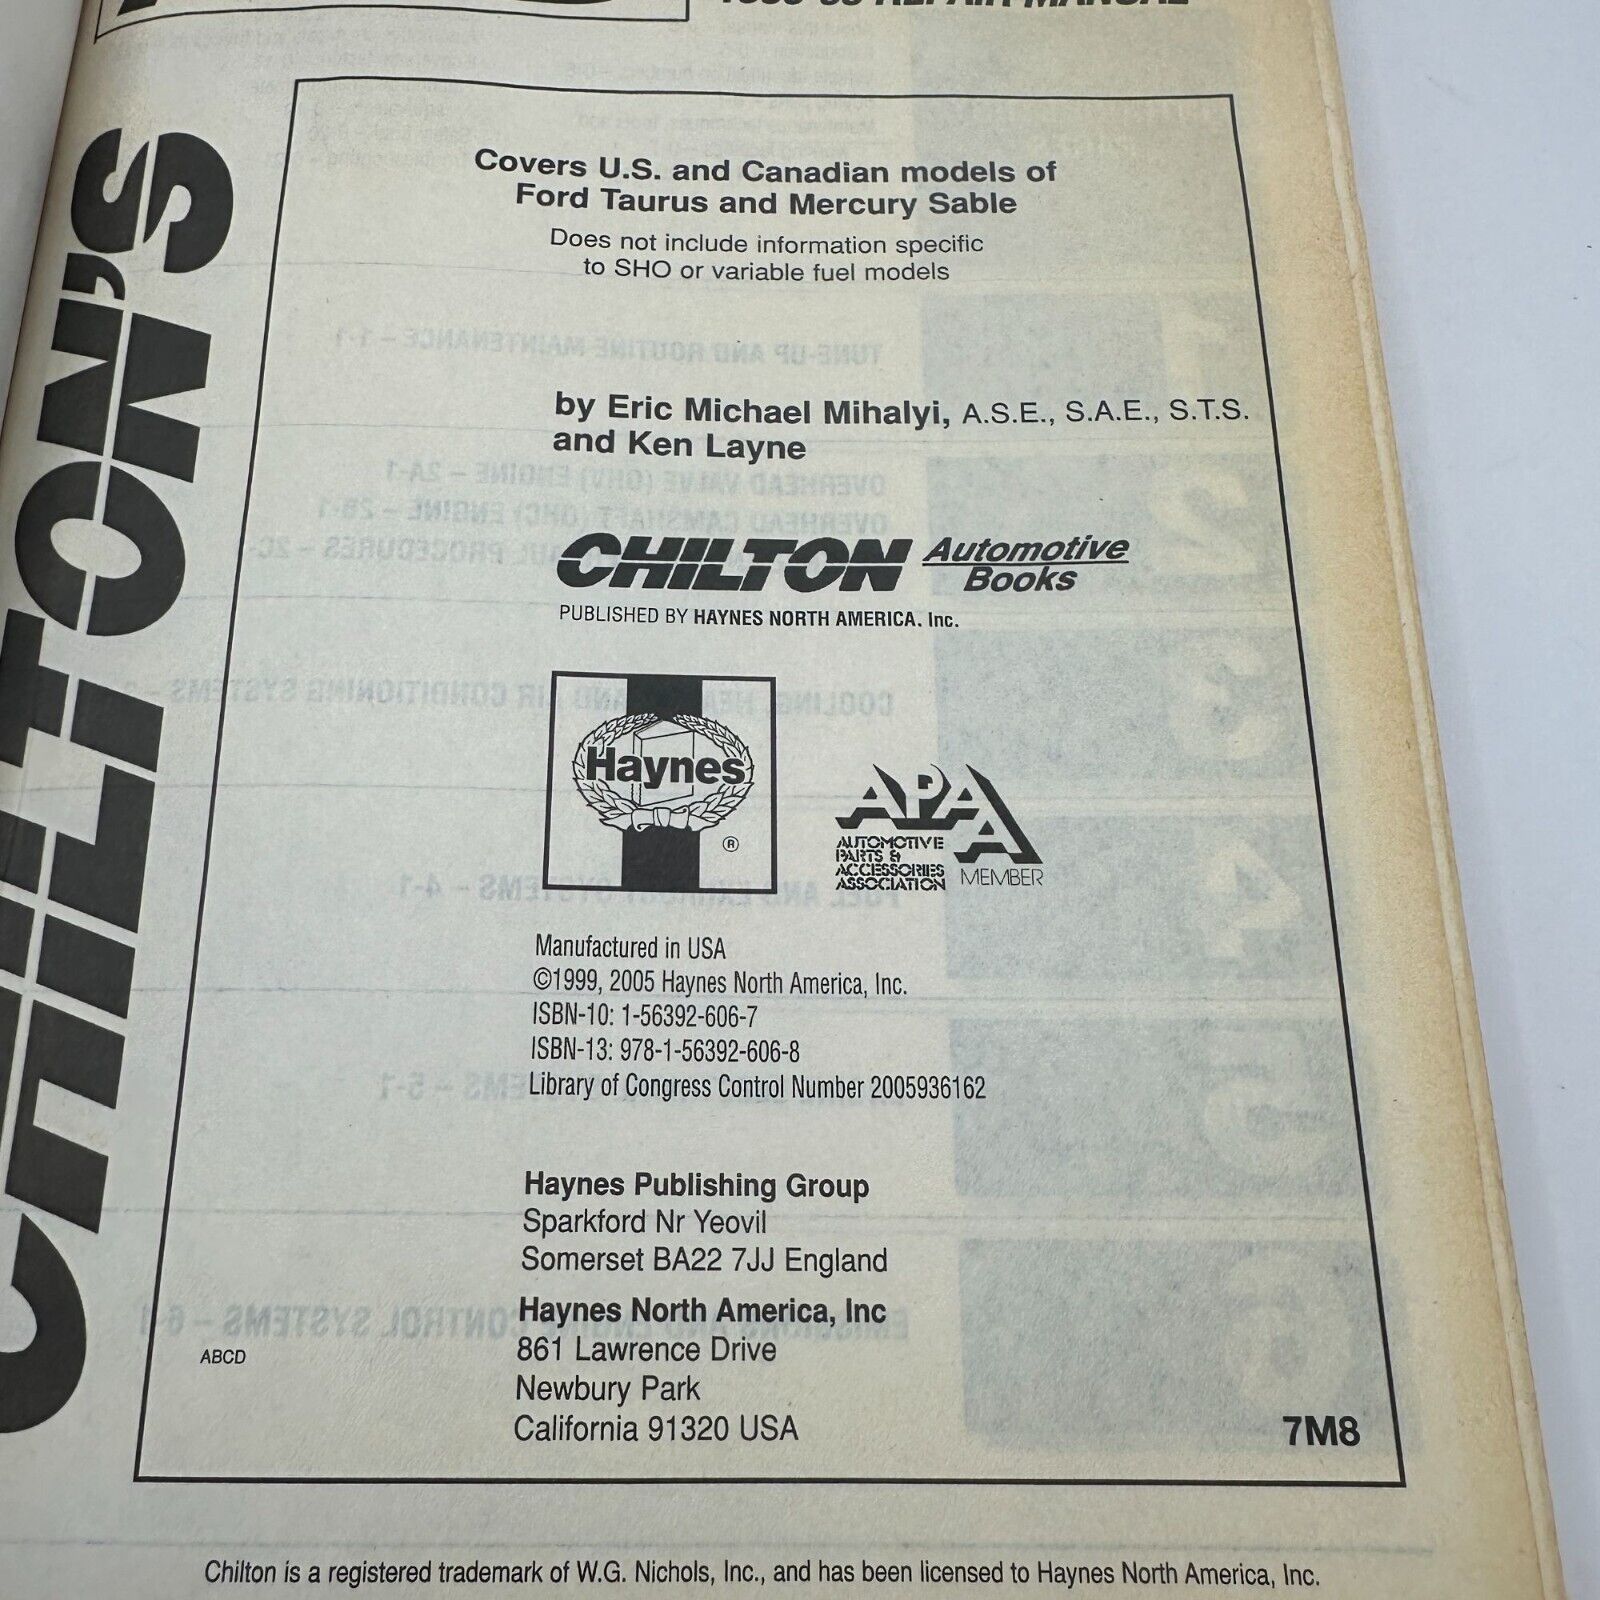 REPAIR MANUAL
CHILTON'S
Covers U.S. and Canadian models of
Ford Taurus and Mercury Sable
Does not include information specific
to SHO or variable fuel models
by Eric Michael Mihalyi, A.S.E., S.A.E., S.T.S.
and Ken Layne
CHILTON Automotive
Books
PUBLISHED BY HAYNES NORTH AMERICA. Inc.
Haynes
®
APAA
AUTOMOTIVE
PARTS &
ACCESSORIES
ASSOCIATION MEMBER
Manufactured in USA
©1999, 2005 Haynes North America, Inc.
ISBN-10: 1-56392-606-7
ISBN-13: 978-1-56392-606-8
Library of Congress Control Number 2005936162
Haynes Publishing Group
Sparkford Nr Yeovil
Somerset BA22 7JJ England
Haynes North America, Inc
861 Lawrence Drive
Newbury Park
California 91320 USA
ABCD
7M8
Chilton is a registered trademark of W.G. Nichols, Inc., and has been licensed to Haynes North America, Inc.